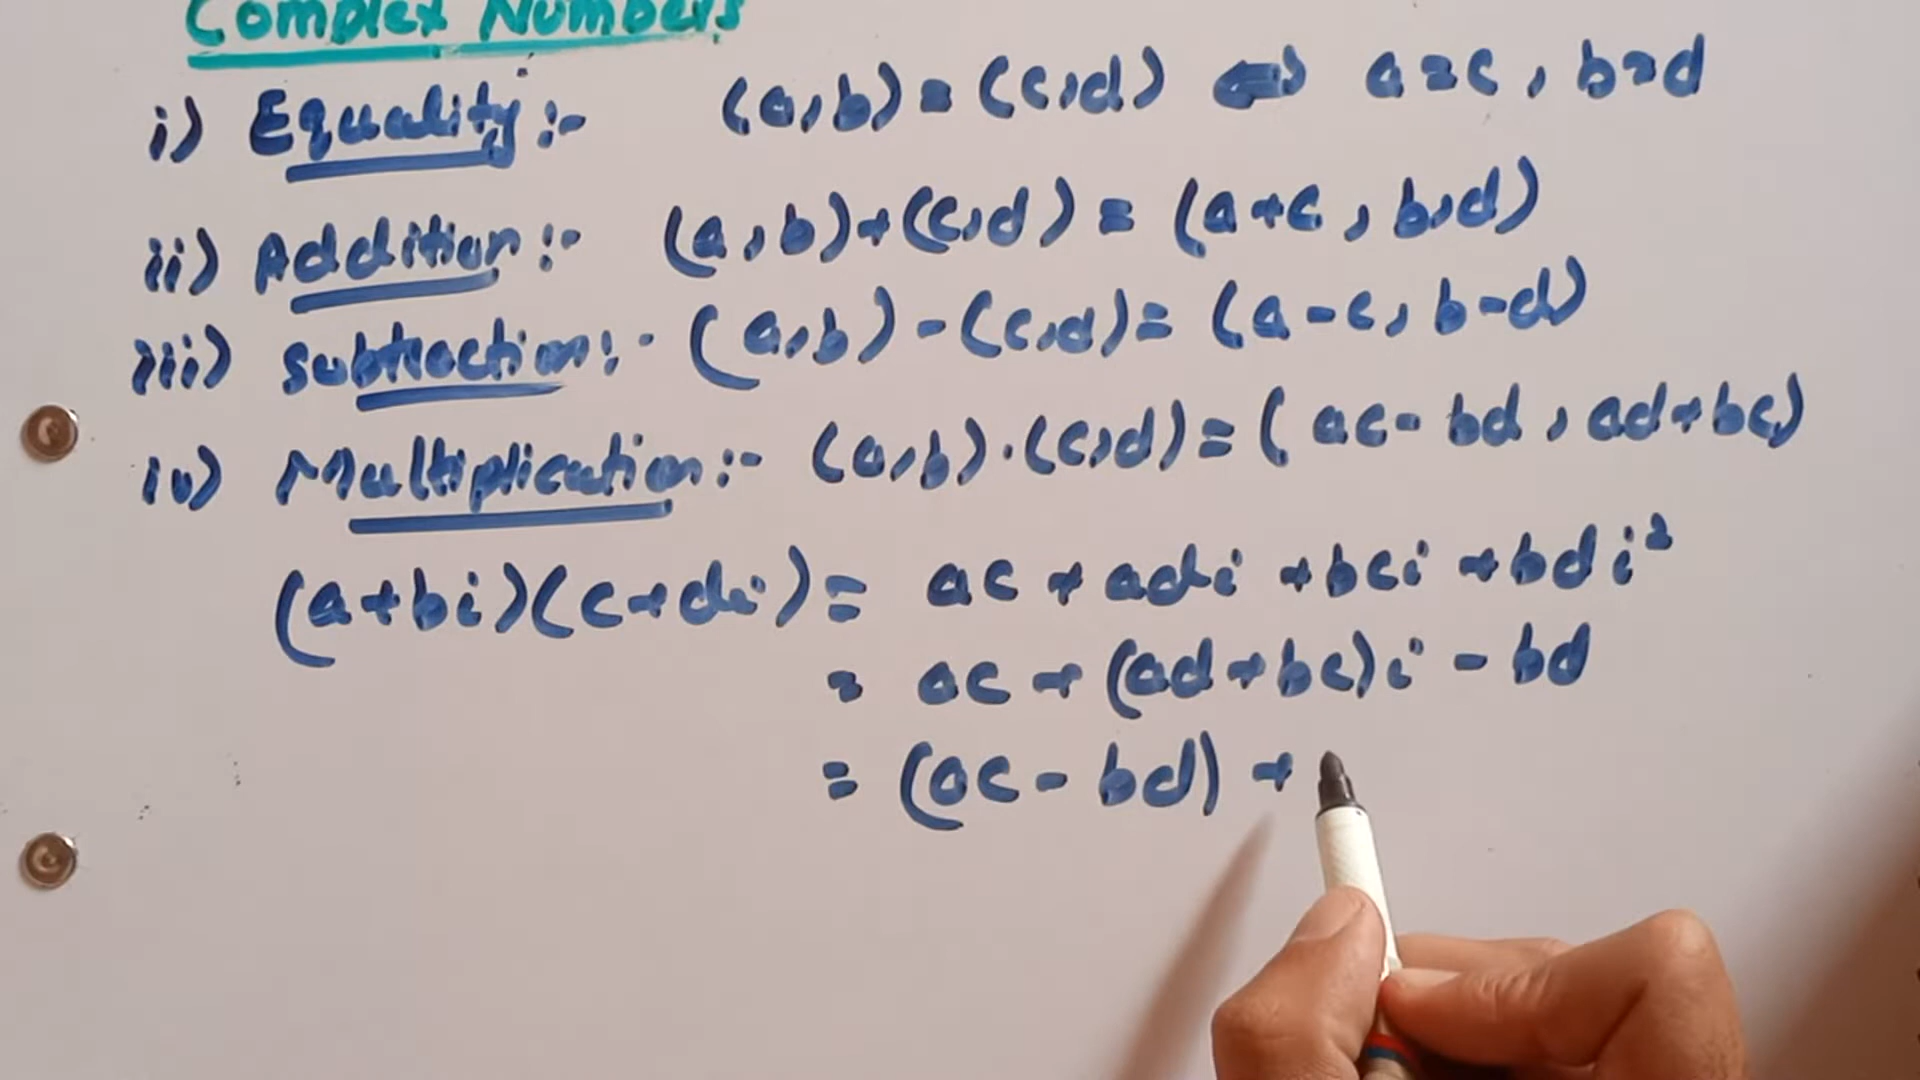 Complex Numbers
i) Equality:- (a,b) = (c,d) ⇔ a=c, b=d
ii) Addition:- (a,b)+(c,d) = (a+c, b+d)
iii) Subtraction:- (a,b)-(c,d) = (a-c, b-d)
iv) Multiplication:- (a,b).(c,d) = (ac-bd, ad+bc)
(a+bi)(c+di) = ac + adi + bci + bdi²
= ac + (ad+bc)i - bd
= (ac-bd) +